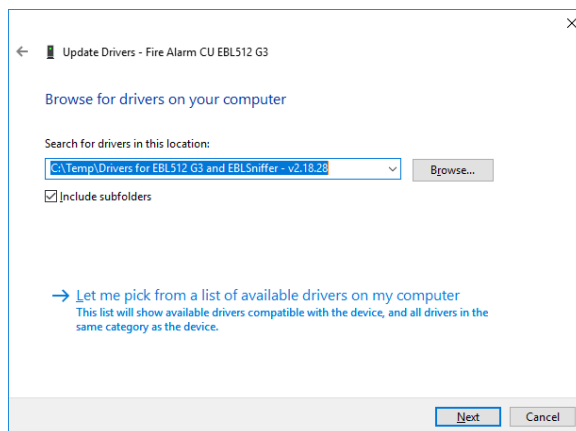 Update Drivers - Fire Alarm CU EBL512 G3
Browse for drivers on your computer
Search for drivers in this location:
C:\Temp\Drivers for EBL512 G3 and EBLSniffer - v2.18.28
Browse...
Include subfolders
Let me pick from a list of available drivers on my computer
This list will show available drivers compatible with the device, and all drivers in the
same category as the device.
Next
Cancel